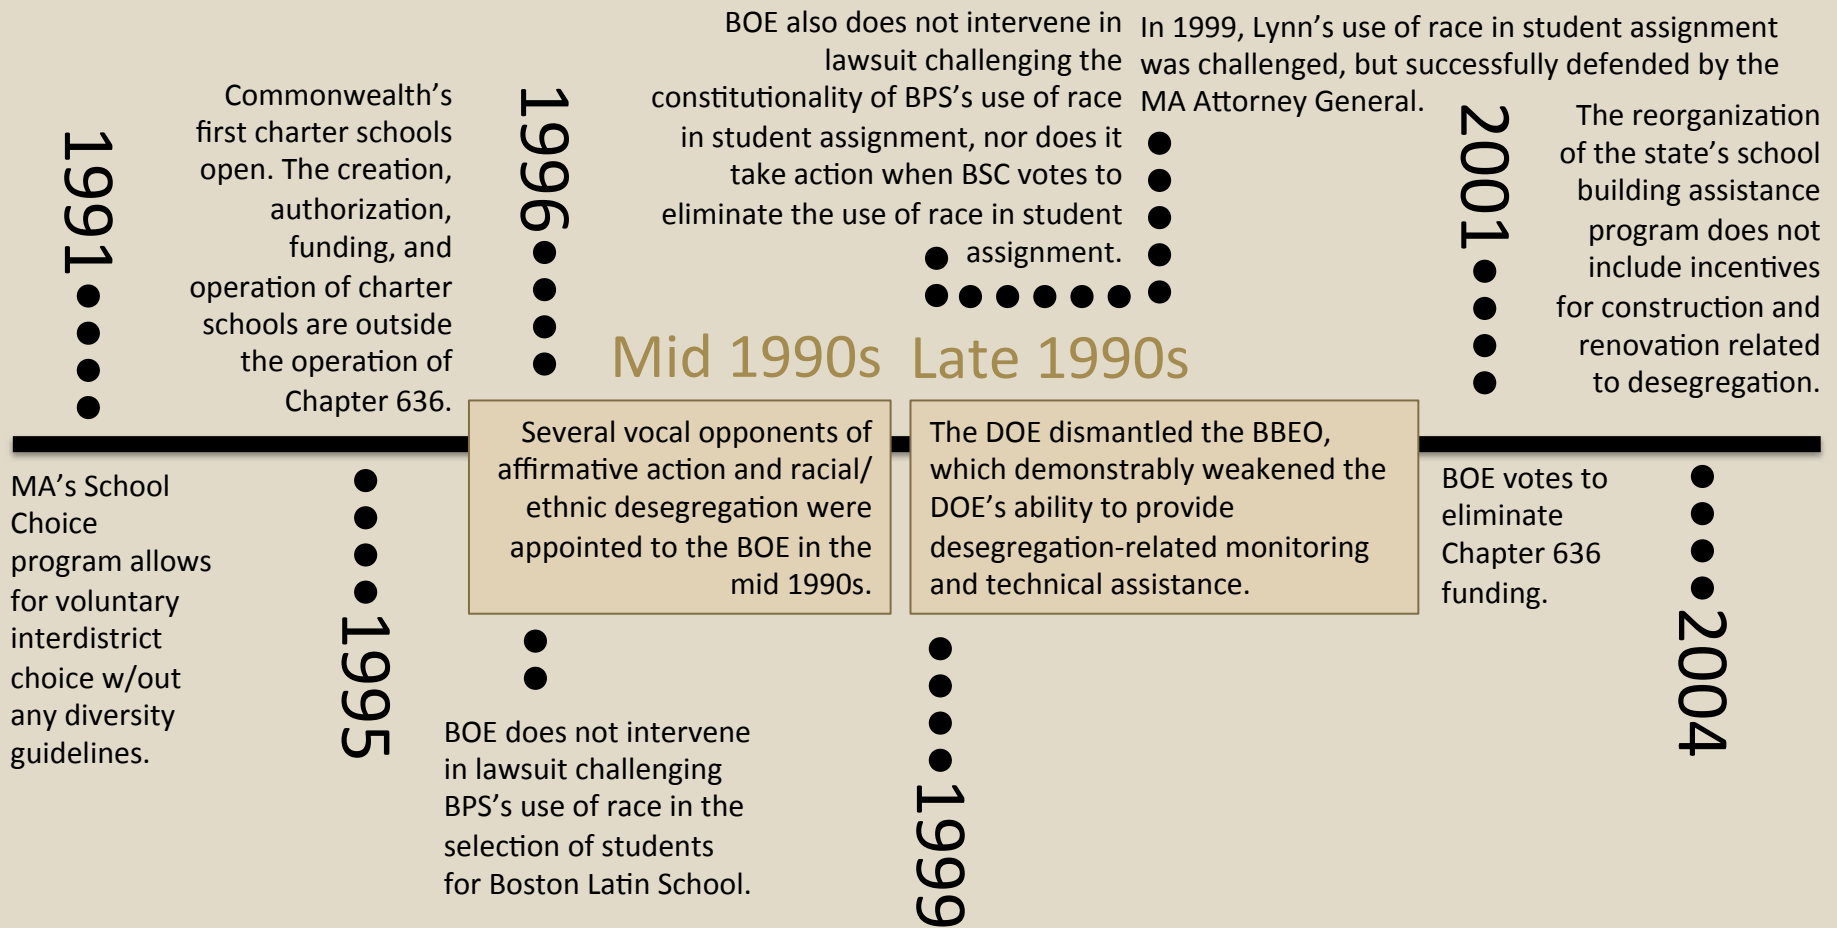 1991
MA's School
Choice
program allows
for voluntary
interdistrict
choice w/out
any diversity
guidelines.
Commonwealth's
first charter schools
open. The creation,
authorization,
funding, and
operation of charter
schools are outside
the operation of
Chapter 636.
1995
1996
BOE does not intervene
in lawsuit challenging
BPS's use of race in the
selection of students
for Boston Latin School.
Mid 1990s
Several vocal opponents of
affirmative action and racial/
ethnic desegregation were
appointed to the BOE in the
mid 1990s.
Late 1990s
The DOE dismantled the BBEO,
which demonstrably weakened the
DOE's ability to provide
desegregation-related monitoring
and technical assistance.
BOE also does not intervene in
lawsuit challenging the
constitutionality of BPS's use of race
in student assignment, nor does it
take action when BSC votes to
eliminate the use of race in student
assignment.
1999
In 1999, Lynn's use of race in student assignment
was challenged, but successfully defended by the
MA Attorney General.
2001
BOE votes to
eliminate
Chapter 636
funding.
The reorganization
of the state's school
building assistance
program does not
include incentives
for construction and
renovation related
to desegregation.
2004